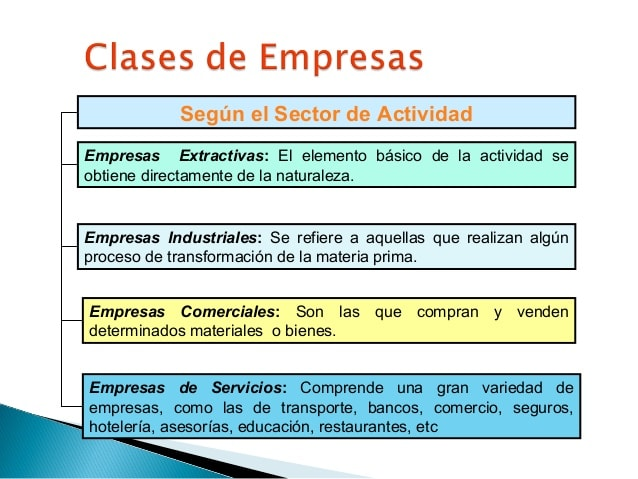 Clases de Empresas
Según el Sector de Actividad
Empresas Extractivas: El elemento básico de la actividad se
obtiene directamente de la naturaleza.
Empresas Industriales: Se refiere a aquellas que realizan algún
proceso de transformación de la materia prima.
Empresas Comerciales: Son las que compran y venden
determinados materiales o bienes.
Empresas de Servicios: Comprende una gran variedad de
empresas, como las de transporte, bancos, comercio, seguros,
hotelería, asesorías, educación, restaurantes, etc